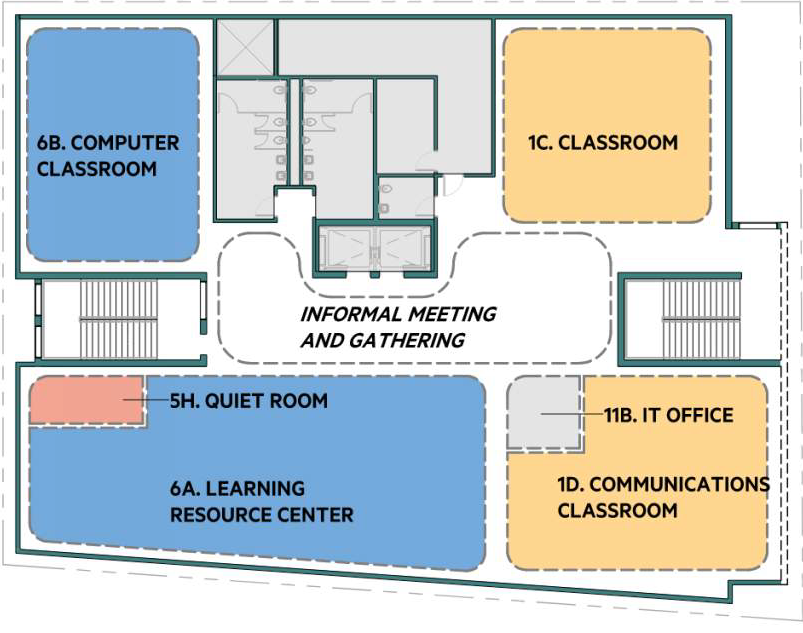 6B. COMPUTER
CLASSROOM
1C. CLASSROOM
INFORMAL MEETING
AND GATHERING
5H. QUIET ROOM
11B. IT OFFICE
6A. LEARNING
RESOURCE CENTER
1D. COMMUNICATIONS
CLASSROOM